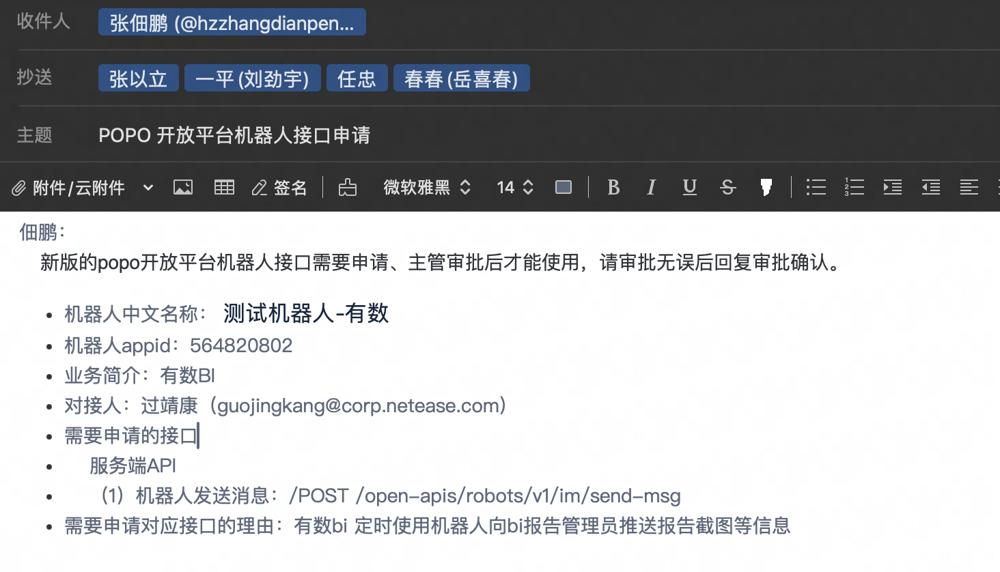 收件人 张佃鹏 (@hzzhangdianpen...
抄送 张以立 一平(刘劲宇) 任忠 春春(岳喜春)
主题 POPO 开放平台机器人接口申请
附件/云附件 签名 微软雅黑 14 B I U S
佃鹏：
新版的popo开放平台机器人接口需要申请、主管审批后才能使用，请审批无误后回复审批确认。
• 机器人中文名称： 测试机器人-有数
• 机器人appid：564820802
• 业务简介：有数BI
• 对接人：过靖康（guojingkang@corp.netease.com）
• 需要申请的接口
• 服务端API
• （1）机器人发送消息：/POST /open-apis/robots/v1/im/send-msg
• 需要申请对应接口的理由：有数bi 定时使用机器人向bi报告管理员推送报告截图等信息